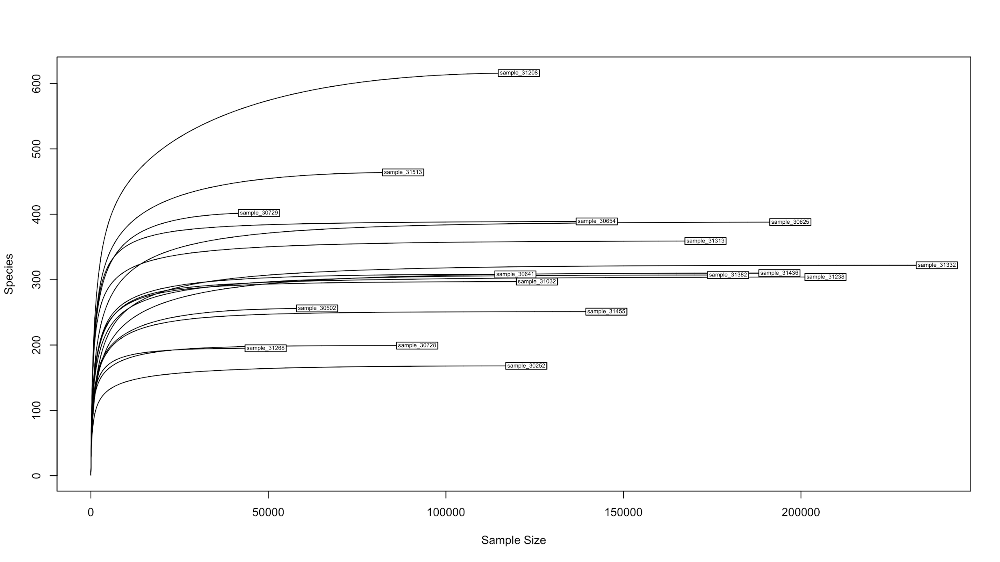 Species
600
500
400
300
200
100
0
sample_31208
sample_31513
sample_30729
sample_30654
sample_30625
sample_31313
sample_31332
sample_30641
sample_31382
sample_31436
sample_31238
sample_31032
sample_30502
sample_31455
sample_31268
sample_30728
sample_30252
0 50000 100000 150000 200000
Sample Size